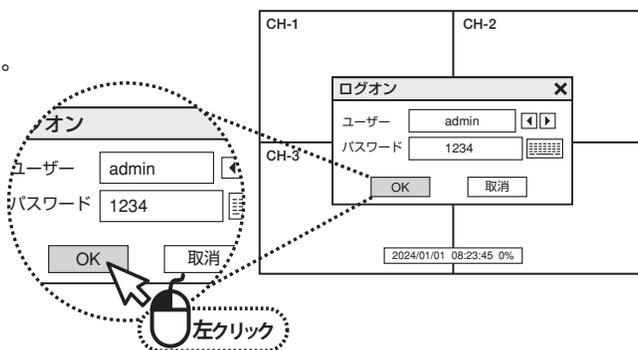 。
CH-1
CH-2
ログオン
ユーザー
admin
パスワード
1234
CH-3
OK
取消
2024/01/01 08:23:45 0%
オン
ユーザー
admin
パスワード
1234
OK
取消
左クリック